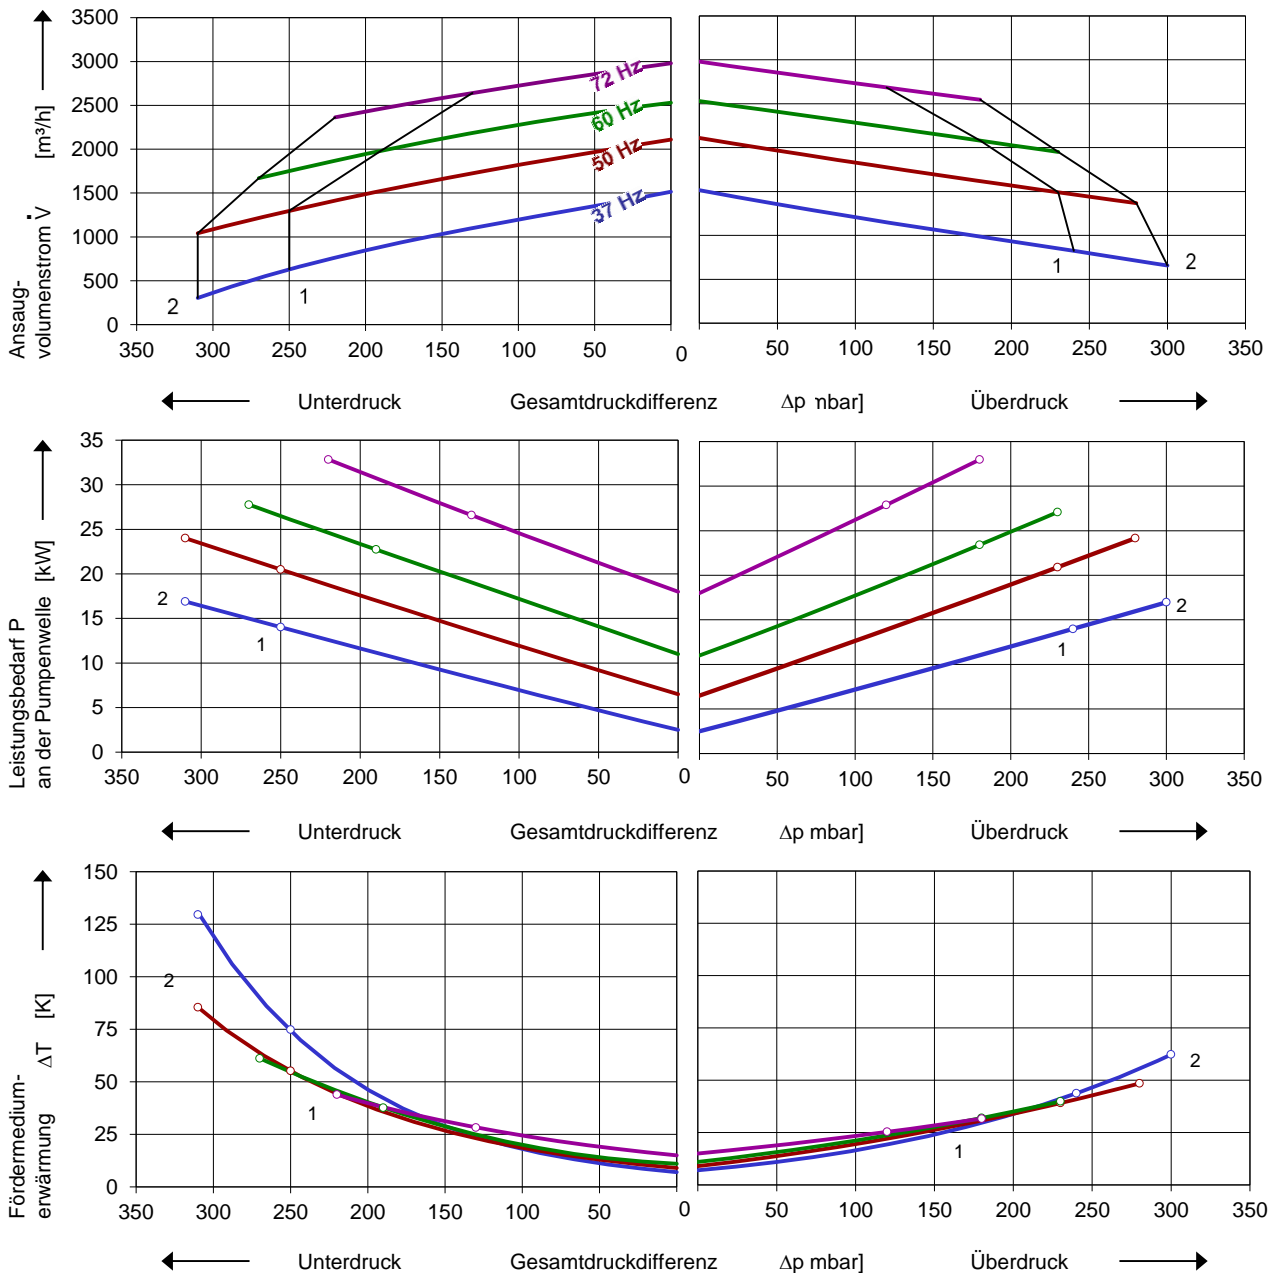 3500
3000
2500
2000
1500
1000
500
0
Ansaug-
volumenstrom V̇ [m³/h]
72 Hz
60 Hz
50 Hz
37 Hz
2
1
1
2
350 300 250 200 150 100 50 0
50 100 150 200 250 300 350
Unterdruck Gesamtdruckdifferenz Δp mbar] Überdruck
35
30
25
20
15
10
5
0
Leistungsbedarf P
an der Pumpenwelle [kW]
2
1
2
1
350 300 250 200 150 100 50 0
50 100 150 200 250 300 350
Unterdruck Gesamtdruckdifferenz Δp mbar] Überdruck
150
125
100
75
50
25
0
Fördermedium-
erwärmung ΔT [K]
2
1
2
1
350 300 250 200 150 100 50 0
50 100 150 200 250 300 350
Unterdruck Gesamtdruckdifferenz Δp mbar] Überdruck